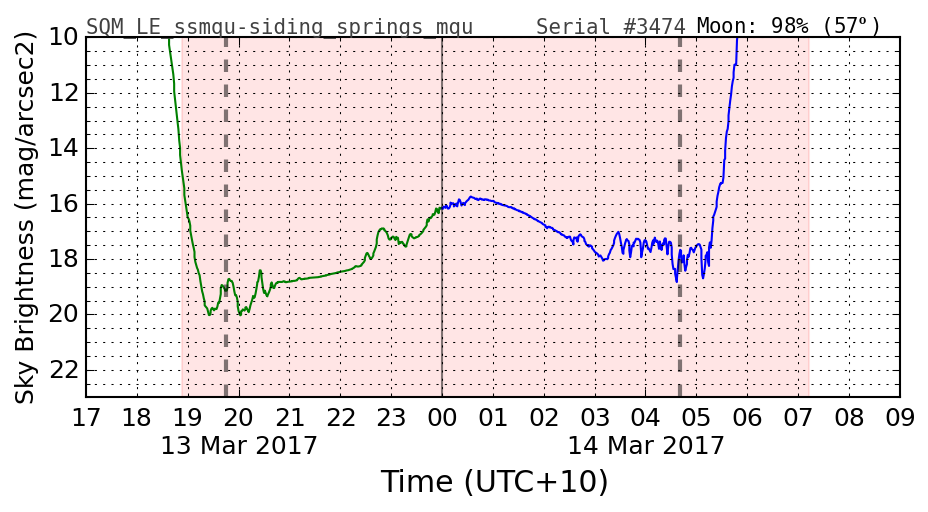 SQM_LE ssmqu-siding_springs_mqu Serial #3474 Moon: 98% (57°)
Sky Brightness (mag/arcsec2)
10
12
14
16
18
20
22
17 18 19 20 21 22 23 00 01 02 03 04 05 06 07 08 09
13 Mar 2017 14 Mar 2017
Time (UTC+10)